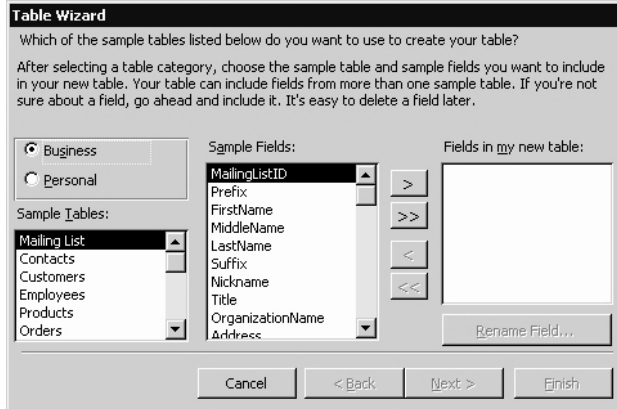 Table Wizard
Which of the sample tables listed below do you want to use to create your table?
After selecting a table category, choose the sample table and sample fields you want to include
in your new table. Your table can include fields from more than one sample table. If you're not
sure about a field, go ahead and include it. It's easy to delete a field later.
Business
Personal
Sample Tables:
Mailing List
Contacts
Customers
Employees
Products
Orders
Sample Fields:
MailingListID
Prefix
FirstName
MiddleName
LastName
Suffix
Nickname
Title
OrganizationName
Address
>
>>
<
<<
Fields in my new table:
Rename Field...
Cancel
< Back
Next >
Finish